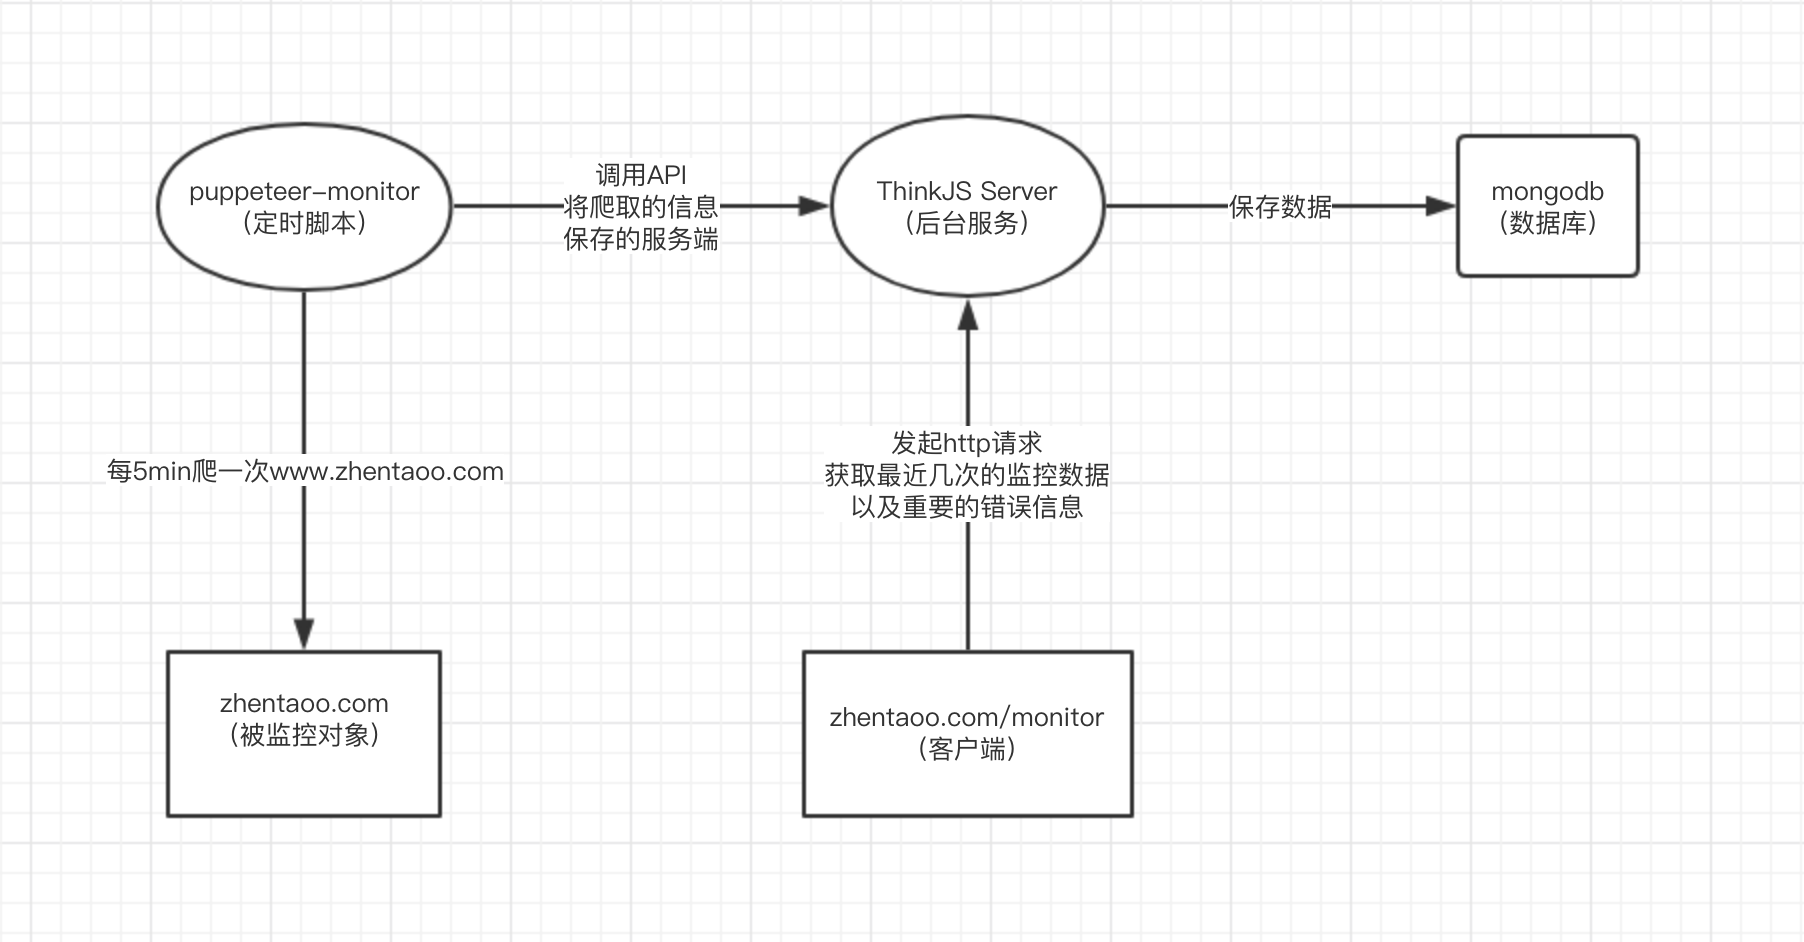 puppeteer-monitor
（定时脚本）
调用API
将爬取的信息
保存的服务端
ThinkJS Server
（后台服务）
保存数据
mongodb
（数据库）
每5min爬一次www.zhentaoo.com
发起http请求
获取最近几次的监控数据
以及重要的错误信息
zhentaoo.com
（被监控对象）
zhentaoo.com/monitor
（客户端）